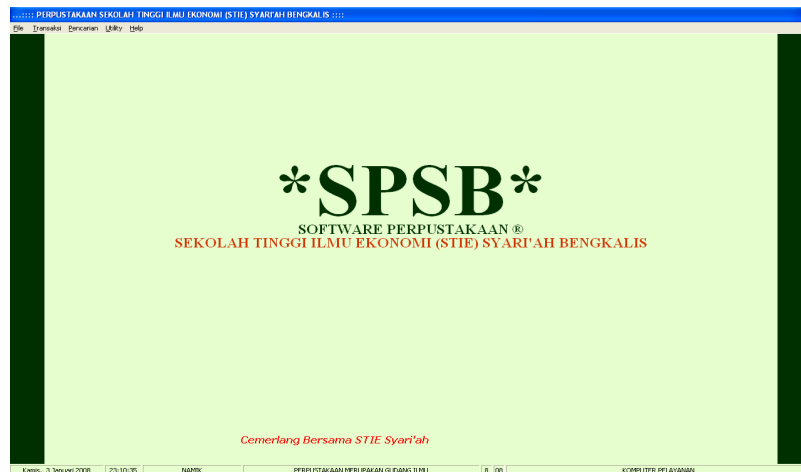 ...:::: PERPUSTAKAAN SEKOLAH TINGGI ILMU EKONOMI (STIE) SYARI'AH BENGKALIS ::::
File Transaksi Pencarian Utility Help
*SPSB*
SOFTWARE PERPUSTAKAAN ®
SEKOLAH TINGGI ILMU EKONOMI (STIE) SYARI'AH BENGKALIS
Cemerlang Bersama STIE Syari'ah
Kamis, 3 Januari 2008 23:10:35 NAMIK PERPUSTAKAAN MERUPAKAN GUDANG ILMU 8 08 KOMPUTER PELAYANAN